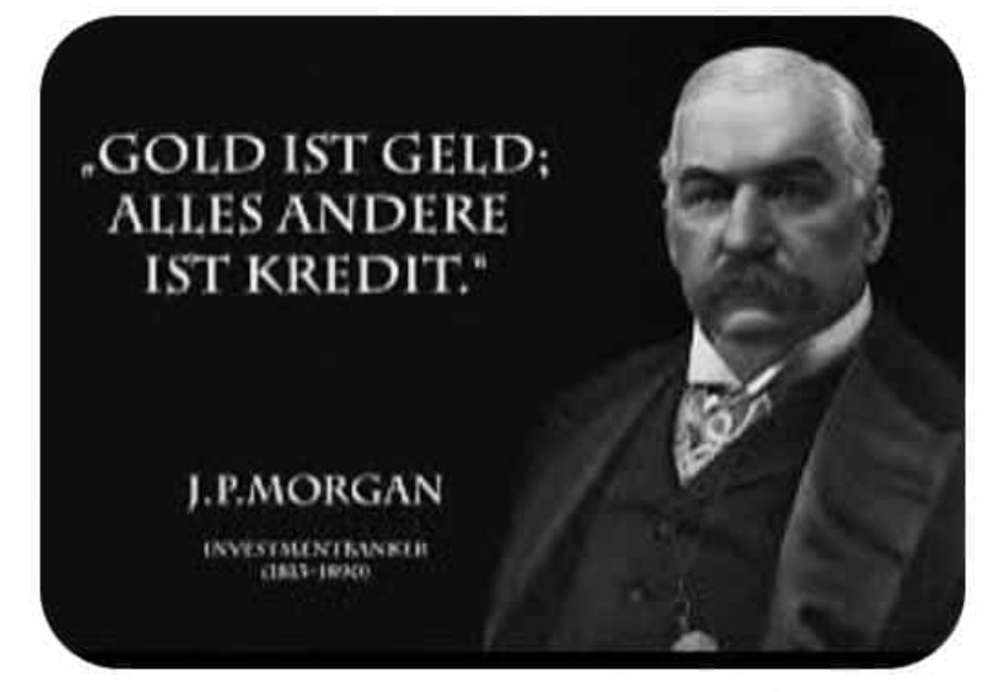 „GOLD IST GELD;
ALLES ANDERE
IST KREDIT."
J.P.MORGAN
INVESTMENTBANKER